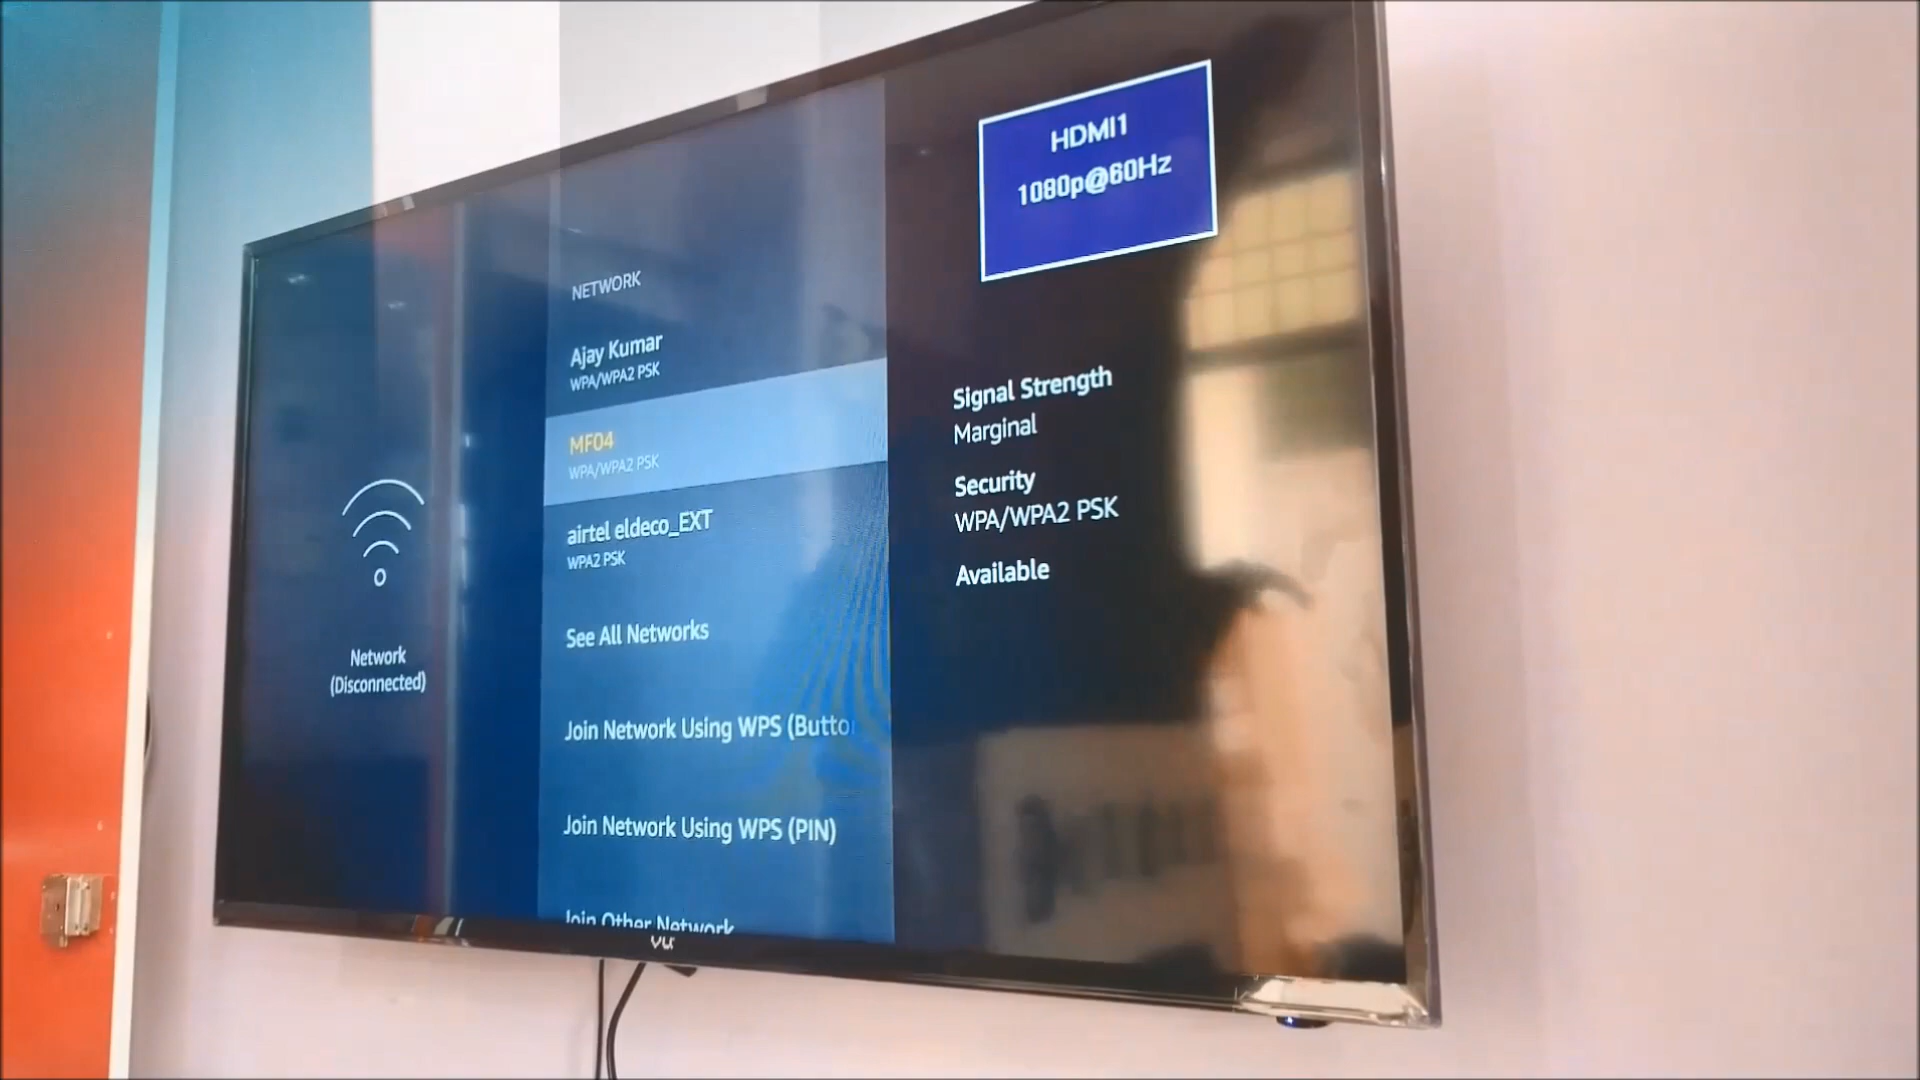 HDMI1
1080p@60Hz
NETWORK
Ajay Kumar
WPA/WPA2 PSK
MF04
WPA/WPA2 PSK
airtel eldeco_EXT
WPA2 PSK
See All Networks
Join Network Using WPS (Button
Join Network Using WPS (PIN)
Join Other Network
Network
(Disconnected)
Signal Strength
Marginal
Security
WPA/WPA2 PSK
Available
vu